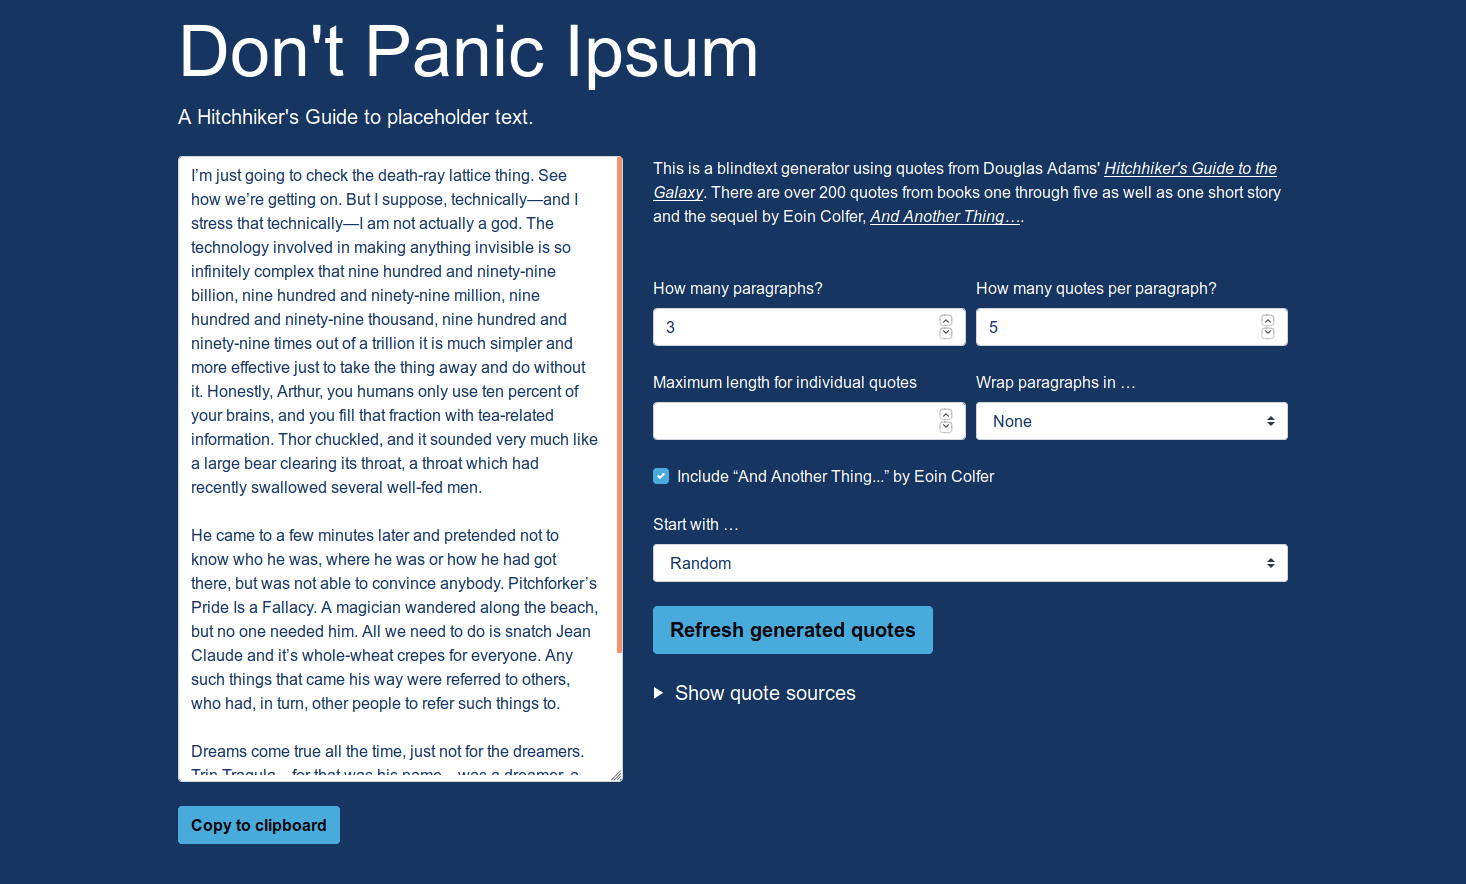 Don't Panic Ipsum
A Hitchhiker's Guide to placeholder text.
I’m just going to check the death-ray lattice thing. See
how we’re getting on. But I suppose, technically—and I
stress that technically—I am not actually a god. The
technology involved in making anything invisible is so
infinitely complex that nine hundred and ninety-nine
billion, nine hundred and ninety-nine million, nine
hundred and ninety-nine thousand, nine hundred and
ninety-nine times out of a trillion it is much simpler and
more effective just to take the thing away and do without
it. Honestly, Arthur, you humans only use ten percent of
your brains, and you fill that fraction with tea-related
information. Thor chuckled, and it sounded very much like
a large bear clearing its throat, a throat which had
recently swallowed several well-fed men.
He came to a few minutes later and pretended not to
know who he was, where he was or how he had got
there, but was not able to convince anybody. Pitchforker’s
Pride Is a Fallacy. A magician wandered along the beach,
but no one needed him. All we need to do is snatch Jean
Claude and it’s whole-wheat crepes for everyone. Any
such things that came his way were referred to others,
who had, in turn, other people to refer such things to.
Dreams come true all the time, just not for the dreamers.
Trin Tragula—for that was his name—was a dreamer, a
Copy to clipboard
This is a blindtext generator using quotes from Douglas Adams' Hitchhiker's Guide to the
Galaxy. There are over 200 quotes from books one through five as well as one short story
and the sequel by Eoin Colfer, And Another Thing….
How many paragraphs?
3
How many quotes per paragraph?
5
Maximum length for individual quotes
Wrap paragraphs in …
None
Include “And Another Thing...” by Eoin Colfer
Start with …
Random
Refresh generated quotes
Show quote sources